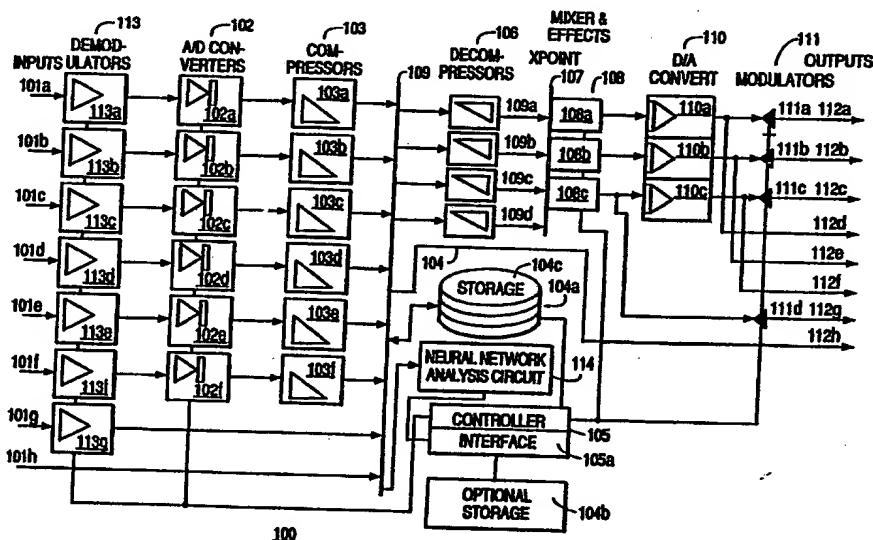 113 102 103 106 MIXER & EFFECTS 110 111
INPUTS DEMOD- ULATORS A/D CON- VERTERS COM- PRESSORS 109 DECOMP- RESSORS XPOINT 107 108 D/A CONVERT MODULATORS OUTPUTS
101a 113a 102a 103a 109a 108a 110a 111a 112a
101b 113b 102b 103b 109b 108b 110b 111b 112b
101c 113c 102c 103c 109c 108c 110c 111c 112c
109d 112d
101d 113d 102d 103d 104 104c 112e
STORAGE 104a 112f
101e 113e 102e 103e 111d 112g
NEURAL NETWORK 112h
ANALYSIS CIRCUIT 114
101f 113f 102f 103f
CONTROLLER 105
101g 113g INTERFACE 105a
101h
OPTIONAL
STORAGE 104b
100